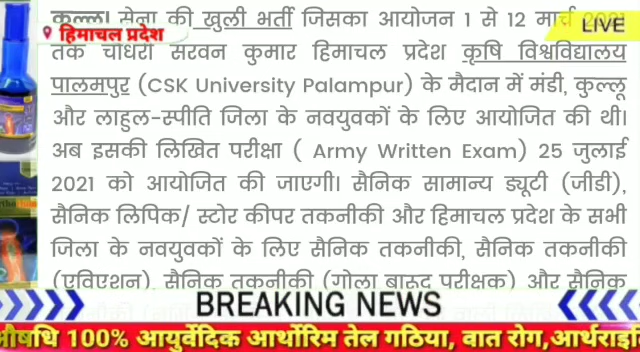 कुल्लू। सेना की खुली भर्ती जिसका आयोजन 1 से 12 मार्च 2021
LIVE
हिमाचल प्रदेश
तक चौधरी सरवन कुमार हिमाचल प्रदेश कृषि विश्वविद्यालय
पालमपुर (CSK University Palampur) के मैदान में मंडी, कुल्लू
और लाहुल-स्पीति जिला के नवयुवकों के लिए आयोजित की थी।
अब इसकी लिखित परीक्षा ( Army Written Exam) 25 जुलाई
2021 को आयोजित की जाएगी। सैनिक सामान्य ड्यूटी (जीडी),
सैनिक लिपिक/ स्टोर कीपर तकनीकी और हिमाचल प्रदेश के सभी
जिला के नवयुवकों के लिए सैनिक तकनीकी, सैनिक तकनीकी
(एविएशन), सैनिक तकनीकी (गोला बारूद परीक्षक) और सैनिक
BREAKING NEWS
औषधि 100% आयुर्वेदिक आर्थोरिम तेल गठिया, वात रोग,